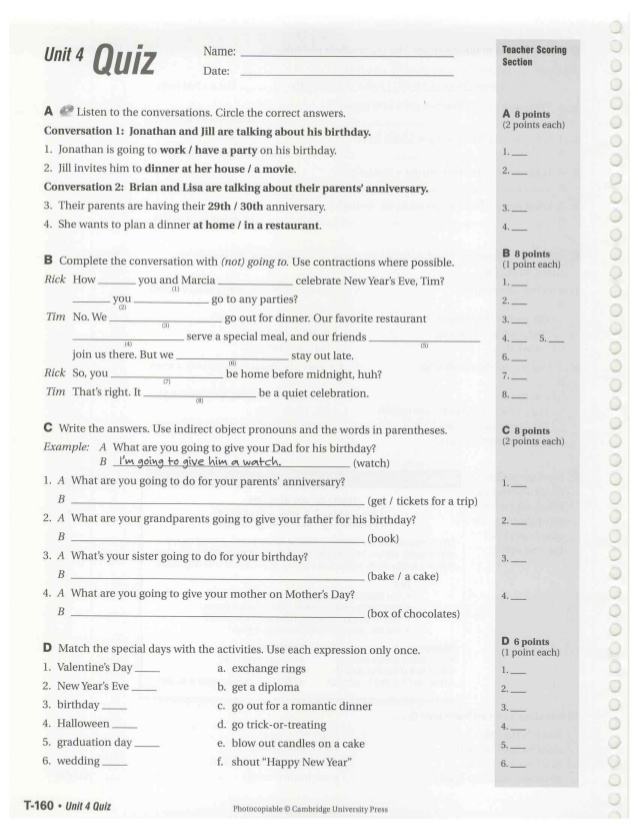 Unit 4 Quiz
Name: ____________________
Date: ____________________
Teacher Scoring
Section
A Listen to the conversations. Circle the correct answers.
A 8 points
(2 points each)
Conversation 1: Jonathan and Jill are talking about his birthday.
1. Jonathan is going to work / have a party on his birthday.
1. ___
2. Jill invites him to dinner at her house / a movie.
2. ___
Conversation 2: Brian and Lisa are talking about their parents' anniversary.
3. Their parents are having their 29th / 30th anniversary.
3. ___
4. She wants to plan a dinner at home / in a restaurant.
4. ___
B Complete the conversation with (not) going to. Use contractions where possible.
B 8 points
(1 point each)
Rick How _____ you and Marcia _____ celebrate New Year's Eve, Tim?
1. ___
(1)
_____ you _____ go to any parties?
2. ___
(2)
Tim No. We _____ go out for dinner. Our favorite restaurant
3. ___
(3)
_____ serve a special meal, and our friends _____
4. ___ 5. ___
(4) (5)
join us there. But we _____ stay out late.
6. ___
(6)
Rick So, you _____ be home before midnight, huh?
7. ___
(7)
Tim That's right. It _____ be a quiet celebration.
8. ___
(8)
C Write the answers. Use indirect object pronouns and the words in parentheses.
C 8 points
(2 points each)
Example: A What are you going to give your Dad for his birthday?
B I'm going to give him a watch. (watch)
1. A What are you going to do for your parents' anniversary?
1. ___
B _____ (get / tickets for a trip)
2. A What are your grandparents going to give your father for his birthday?
2. ___
B _____ (book)
3. A What's your sister going to do for your birthday?
3. ___
B _____ (bake / a cake)
4. A What are you going to give your mother on Mother's Day?
4. ___
B _____ (box of chocolates)
D Match the special days with the activities. Use each expression only once.
D 6 points
(1 point each)
1. Valentine's Day ____ a. exchange rings
1. ___
2. New Year's Eve ____ b. get a diploma
2. ___
3. birthday ____ c. go out for a romantic dinner
3. ___
4. Halloween ____ d. go trick-or-treating
4. ___
5. graduation day ____ e. blow out candles on a cake
5. ___
6. wedding ____ f. shout "Happy New Year"
6. ___
T-160 • Unit 4 Quiz
Photocopiable © Cambridge University Press